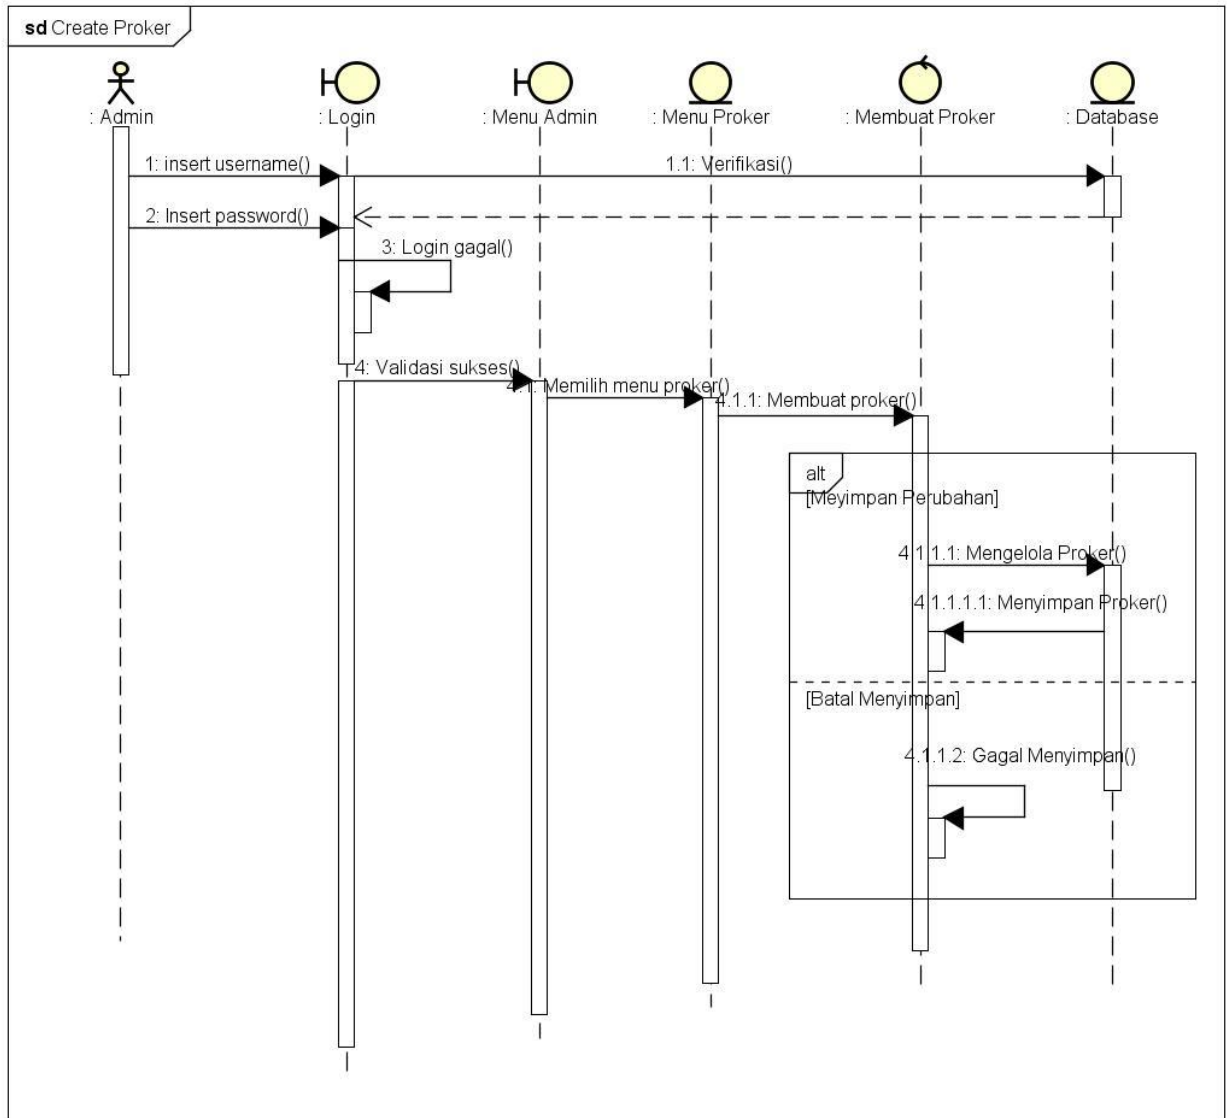 sd Create Proker
: Admin
: Login
: Menu Admin
: Menu Proker
: Membuat Proker
: Database
1: insert username()
1.1: Verifikasi()
2: Insert password()
3: Login gagal()
4: Validasi sukses()
4.1: Memilih menu proker()
4.1.1: Membuat proker()
alt
[Meyimpan Perubahan]
4.1.1.1: Mengelola Proker()
4.1.1.1.1: Menyimpan Proker()
[Batal Menyimpan]
4.1.1.2: Gagal Menyimpan()